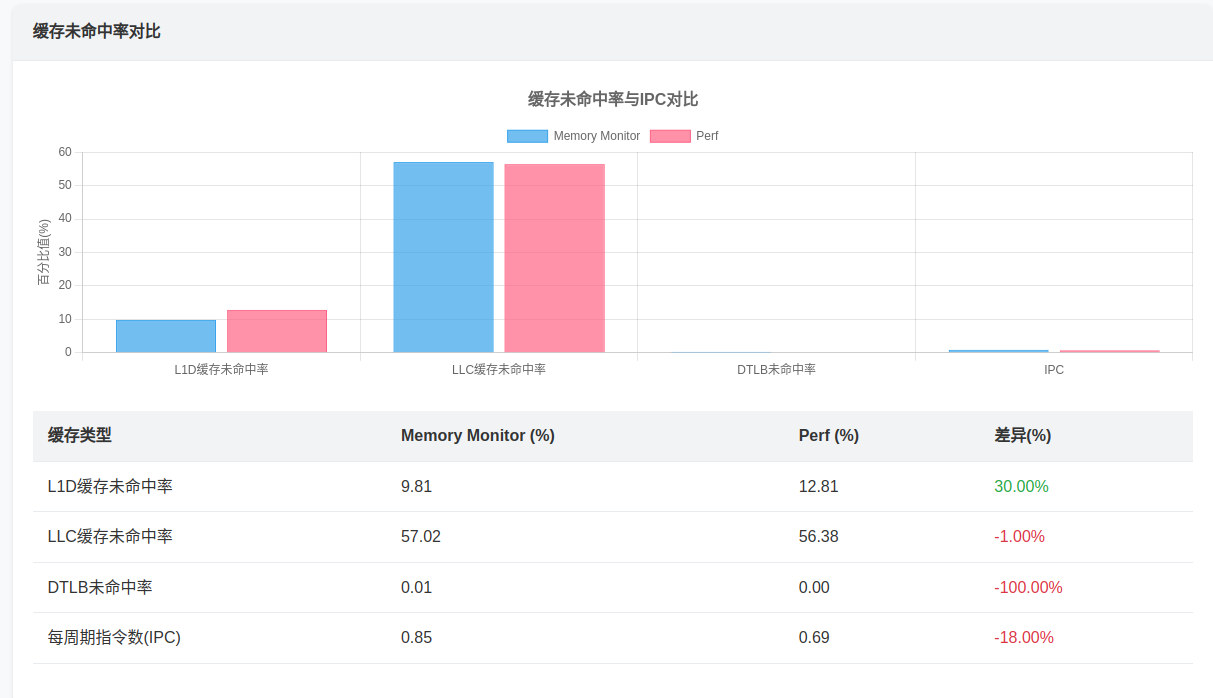 缓存未命中率对比
缓存未命中率与IPC对比
Memory Monitor Perf
百分比值(%)
60
50
40
30
20
10
0
L1D缓存未命中率 LLC缓存未命中率 DTLB未命中率 IPC
缓存类型 Memory Monitor (%) Perf (%) 差异(%)
L1D缓存未命中率 9.81 12.81 30.00%
LLC缓存未命中率 57.02 56.38 -1.00%
DTLB未命中率 0.01 0.00 -100.00%
每周期指令数(IPC) 0.85 0.69 -18.00%